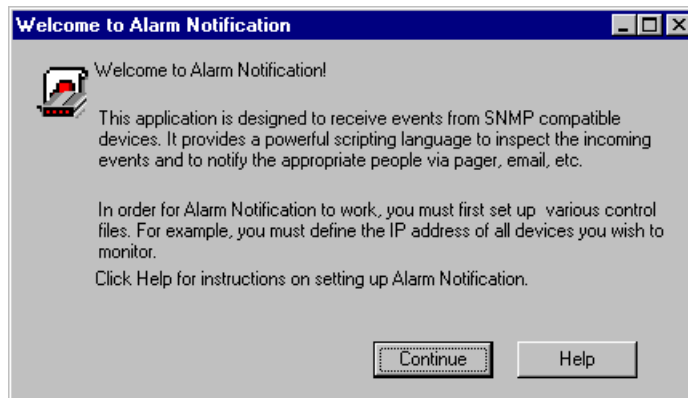 Welcome to Alarm Notification
Welcome to Alarm Notification!
This application is designed to receive events from SNMP compatible
devices. It provides a powerful scripting language to inspect the incoming
events and to notify the appropriate people via pager, email, etc.
In order for Alarm Notification to work, you must first set up  various control
files. For example, you must define the IP address of all devices you wish to
monitor.
Click Help for instructions on setting up Alarm Notification.
Continue
Help